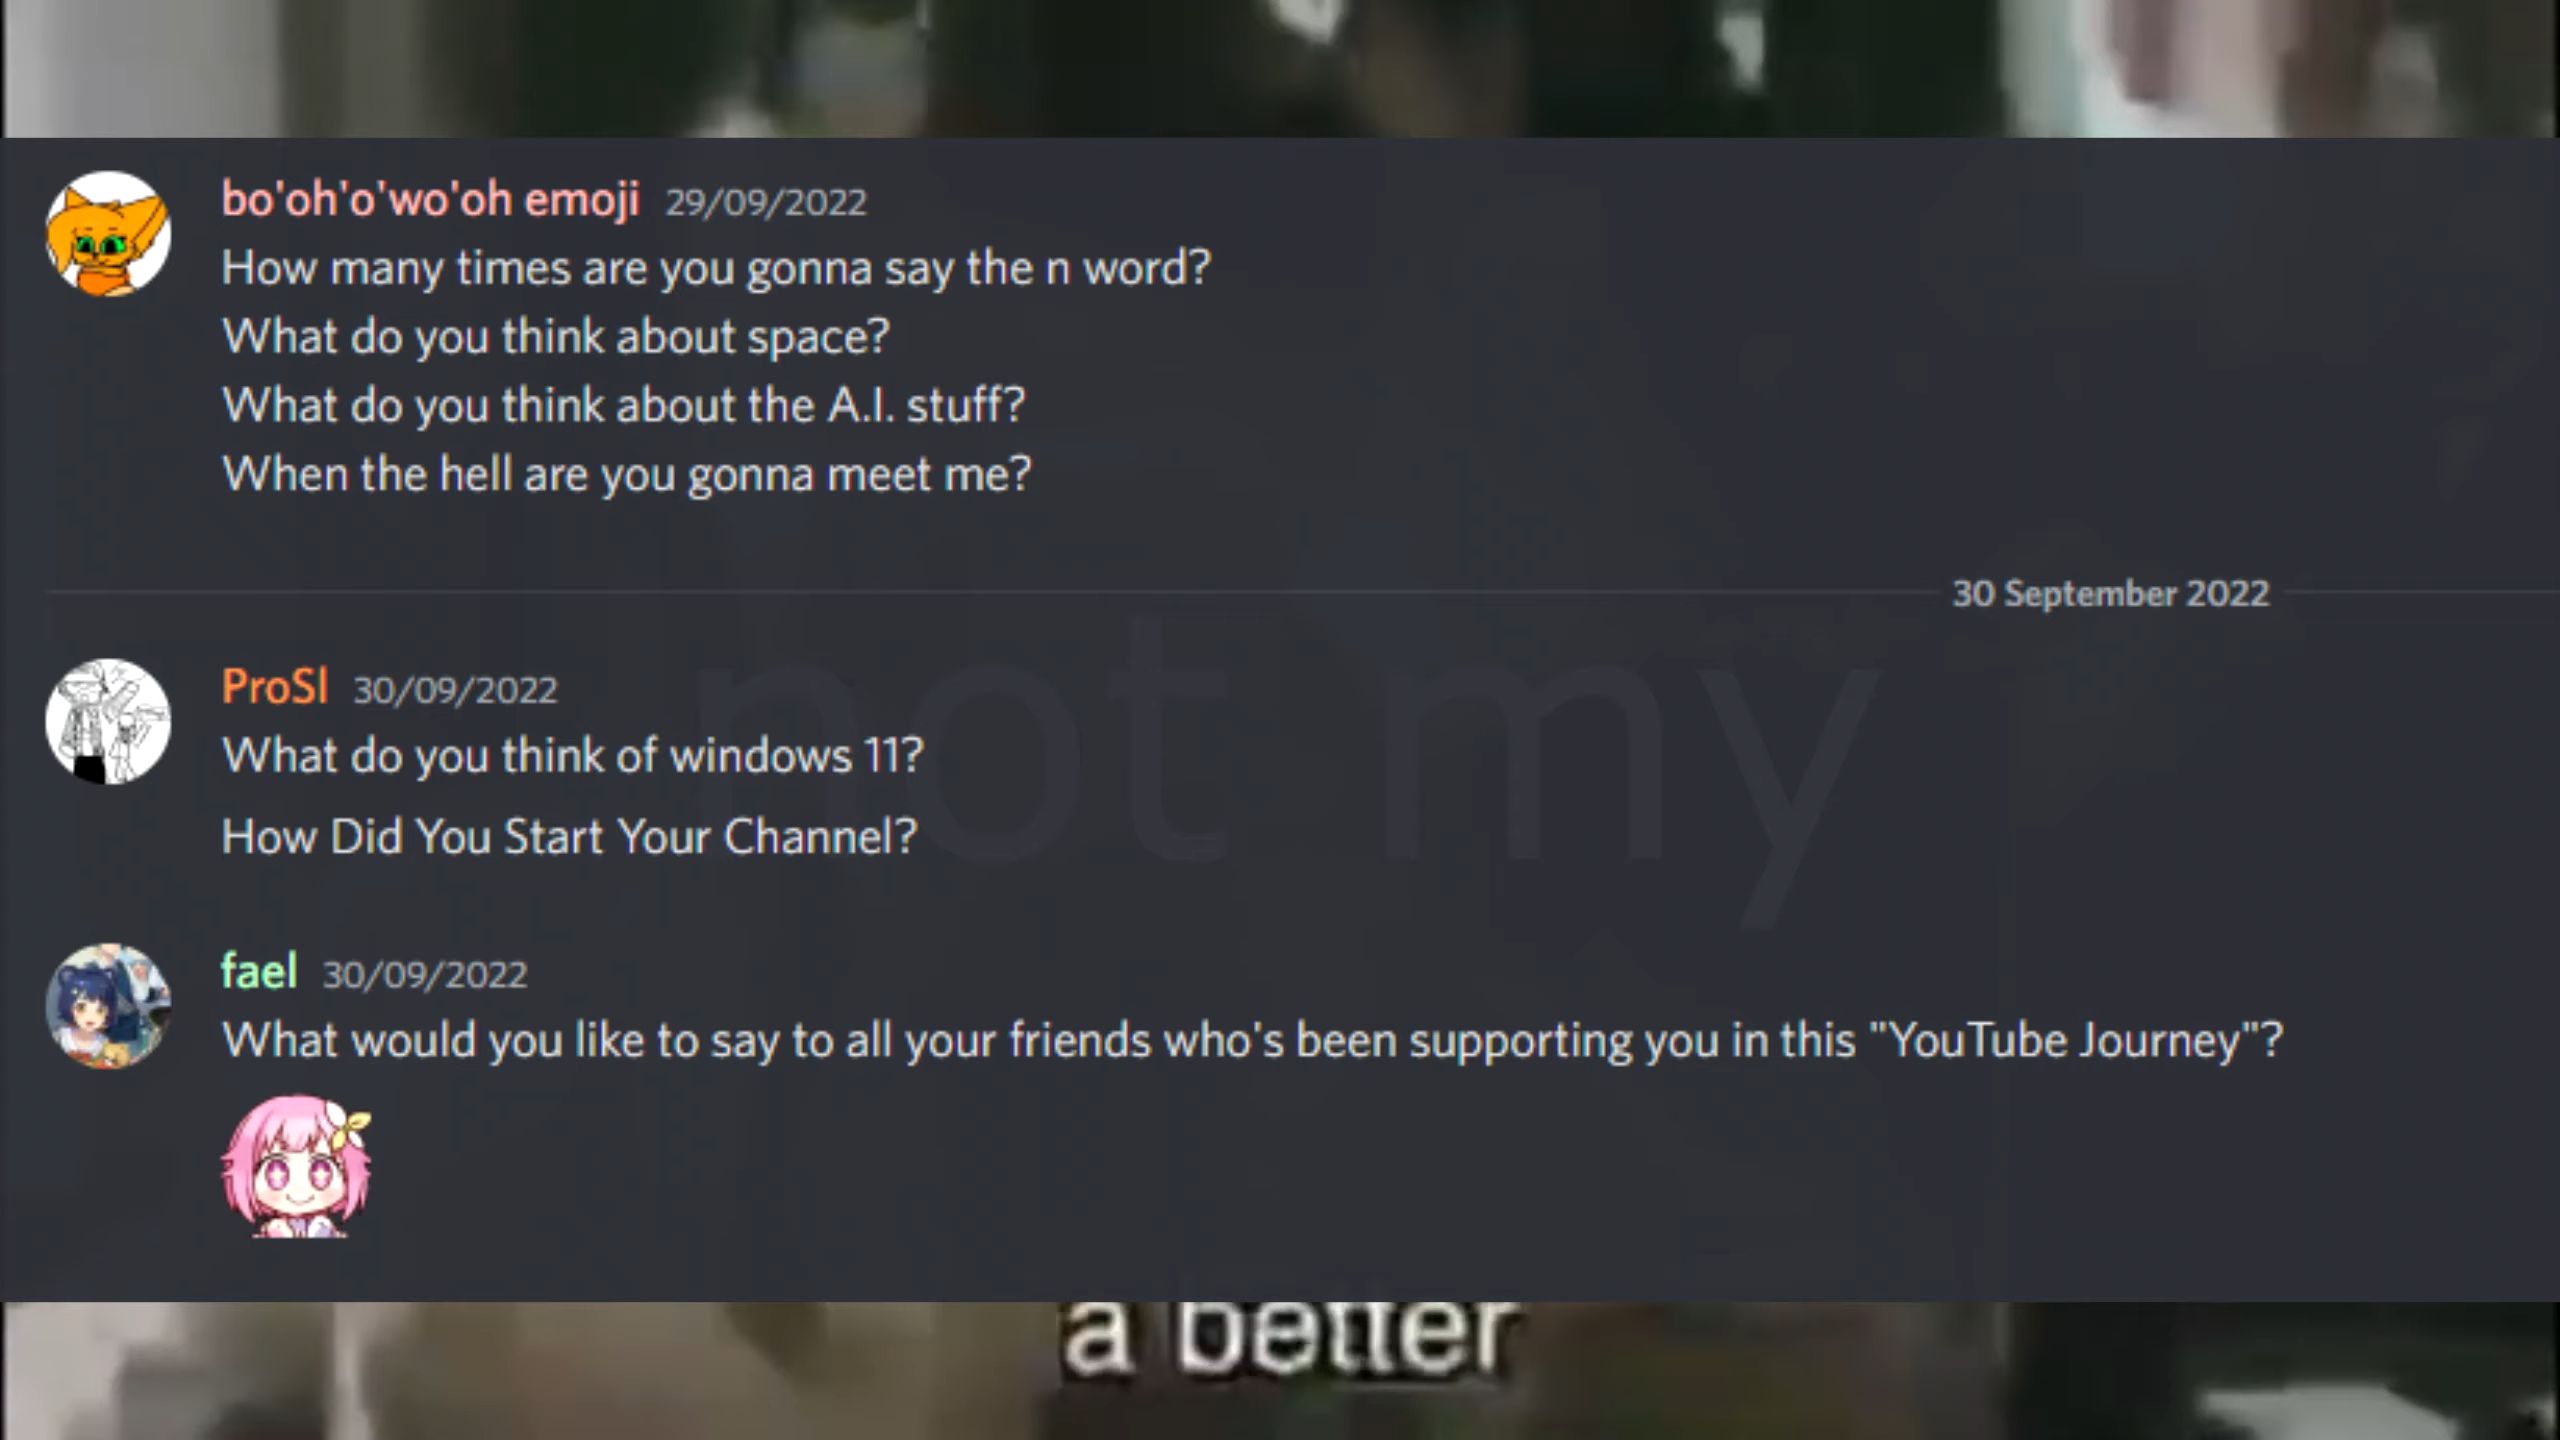 bo'oh'o'wo'oh emoji 29/09/2022
How many times are you gonna say the n word?
What do you think about space?
What do you think about the A.I. stuff?
When the hell are you gonna meet me?
30 September 2022
ProSl 30/09/2022
What do you think of windows 11?
How Did You Start Your Channel?
not my
fael 30/09/2022
What would you like to say to all your friends who's been supporting you in this "YouTube Journey"?
a better